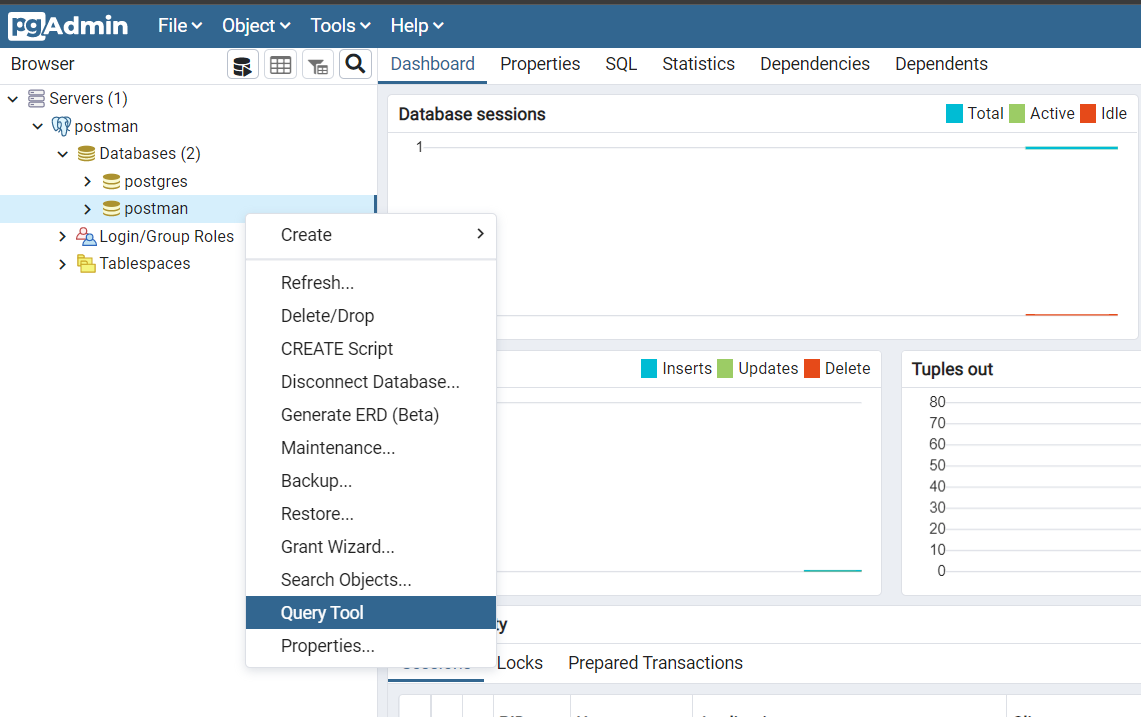 pgAdmin File Object Tools Help
Browser
Dashboard Properties SQL Statistics Dependencies Dependents
Servers (1)
postman
Databases (2)
postgres
postman
Login/Group Roles
Tablespaces
Create
Refresh...
Delete/Drop
CREATE Script
Disconnect Database...
Generate ERD (Beta)
Maintenance...
Backup...
Restore...
Grant Wizard...
Search Objects...
Query Tool
Properties...
Database sessions
Total Active Idle
1
Inserts Updates Delete
Tuples out
80
70
60
50
40
30
20
10
0
Locks Prepared Transactions